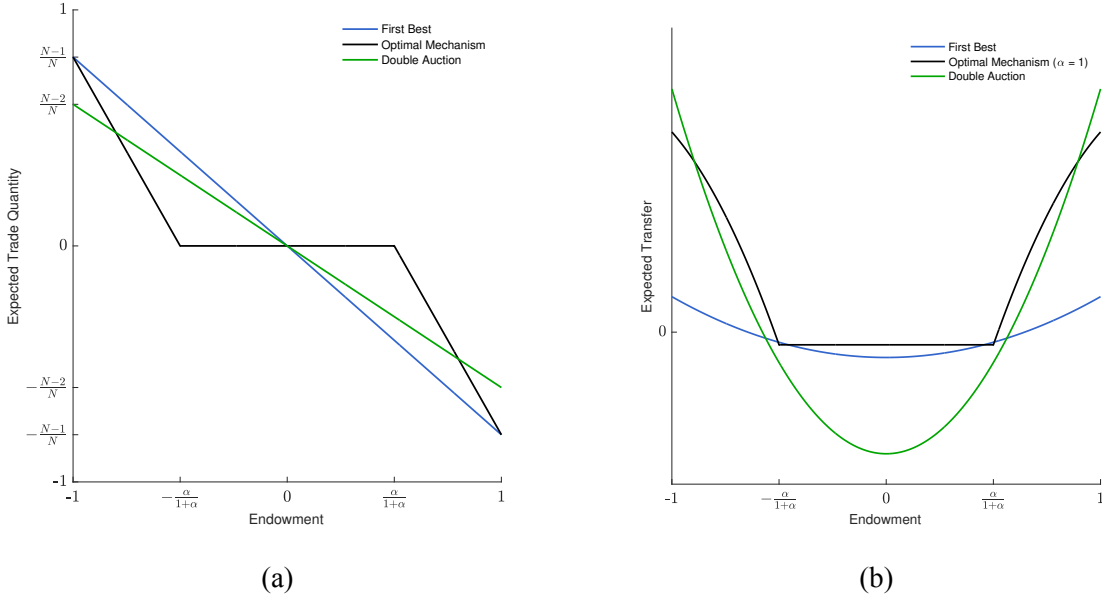 First Best
Optimal Mechanism
Double Auction
Expected Trade Quantity
1
N−1/N
N−2/N
0
−N−2/N
−N−1/N
-1
-1
−α/1+α
0
α/1+α
1
Endowment
(a)
First Best
Optimal Mechanism (α = 1)
Double Auction
Expected Transfer
0
-1
−α/1+α
0
α/1+α
1
Endowment
(b)